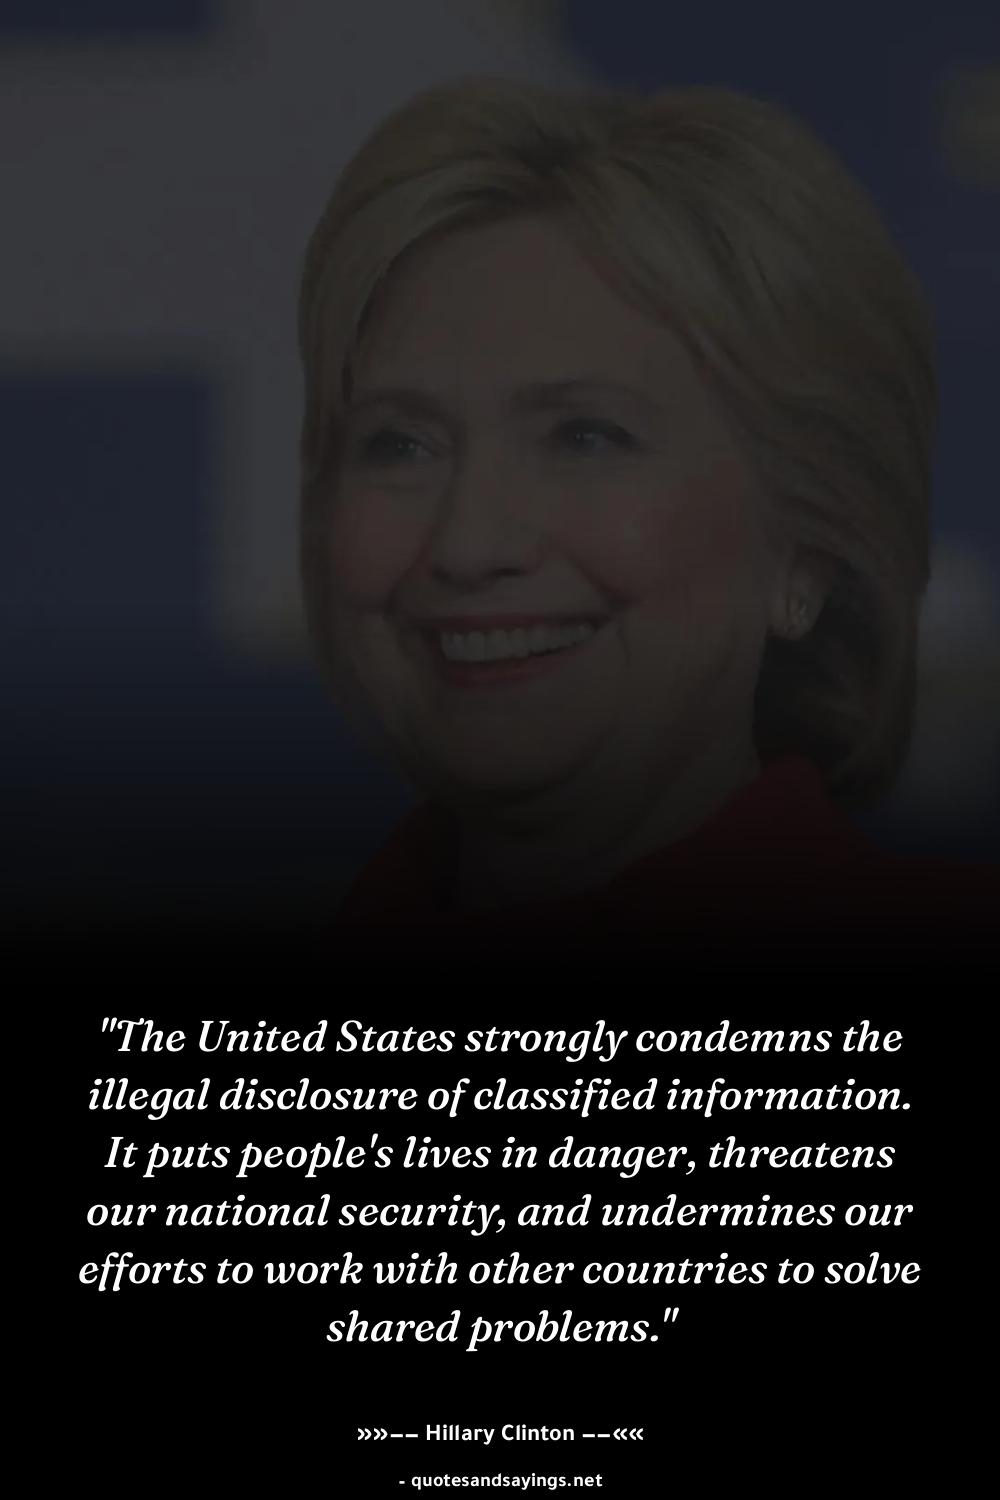 "The United States strongly condemns the
illegal disclosure of classified information.
It puts people's lives in danger, threatens
our national security, and undermines our
efforts to work with other countries to solve
shared problems."
»»–– Hillary Clinton ––««
- quotesandsayings.net